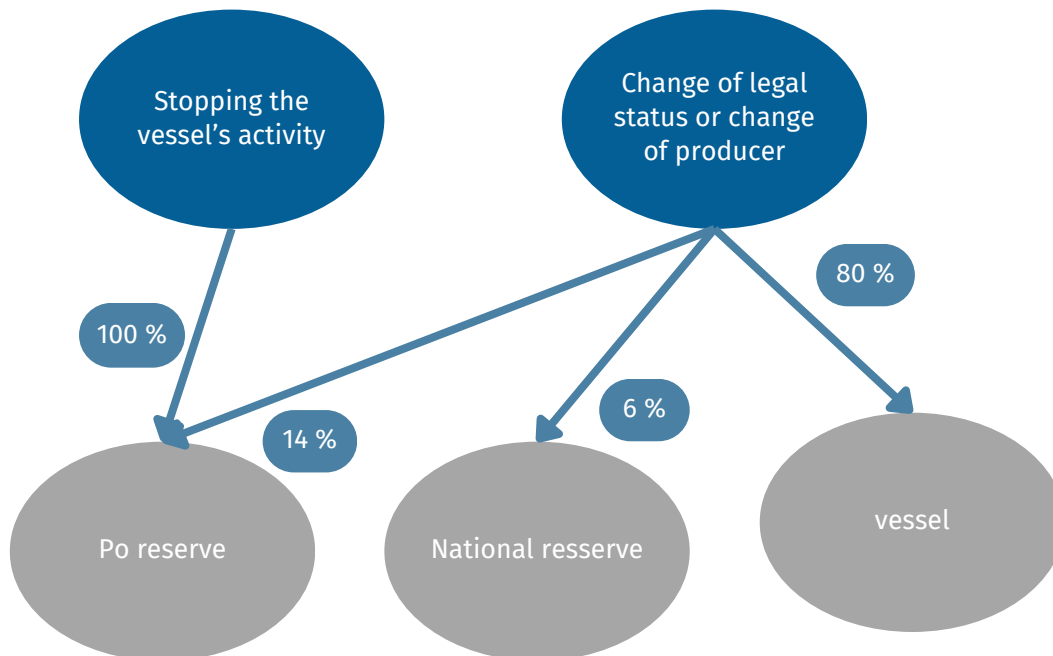 Stopping the
vessel’s activity
Change of legal
status or change
of producer
80 %
100 %
6 %
14 %
Po reserve
National resserve
vessel